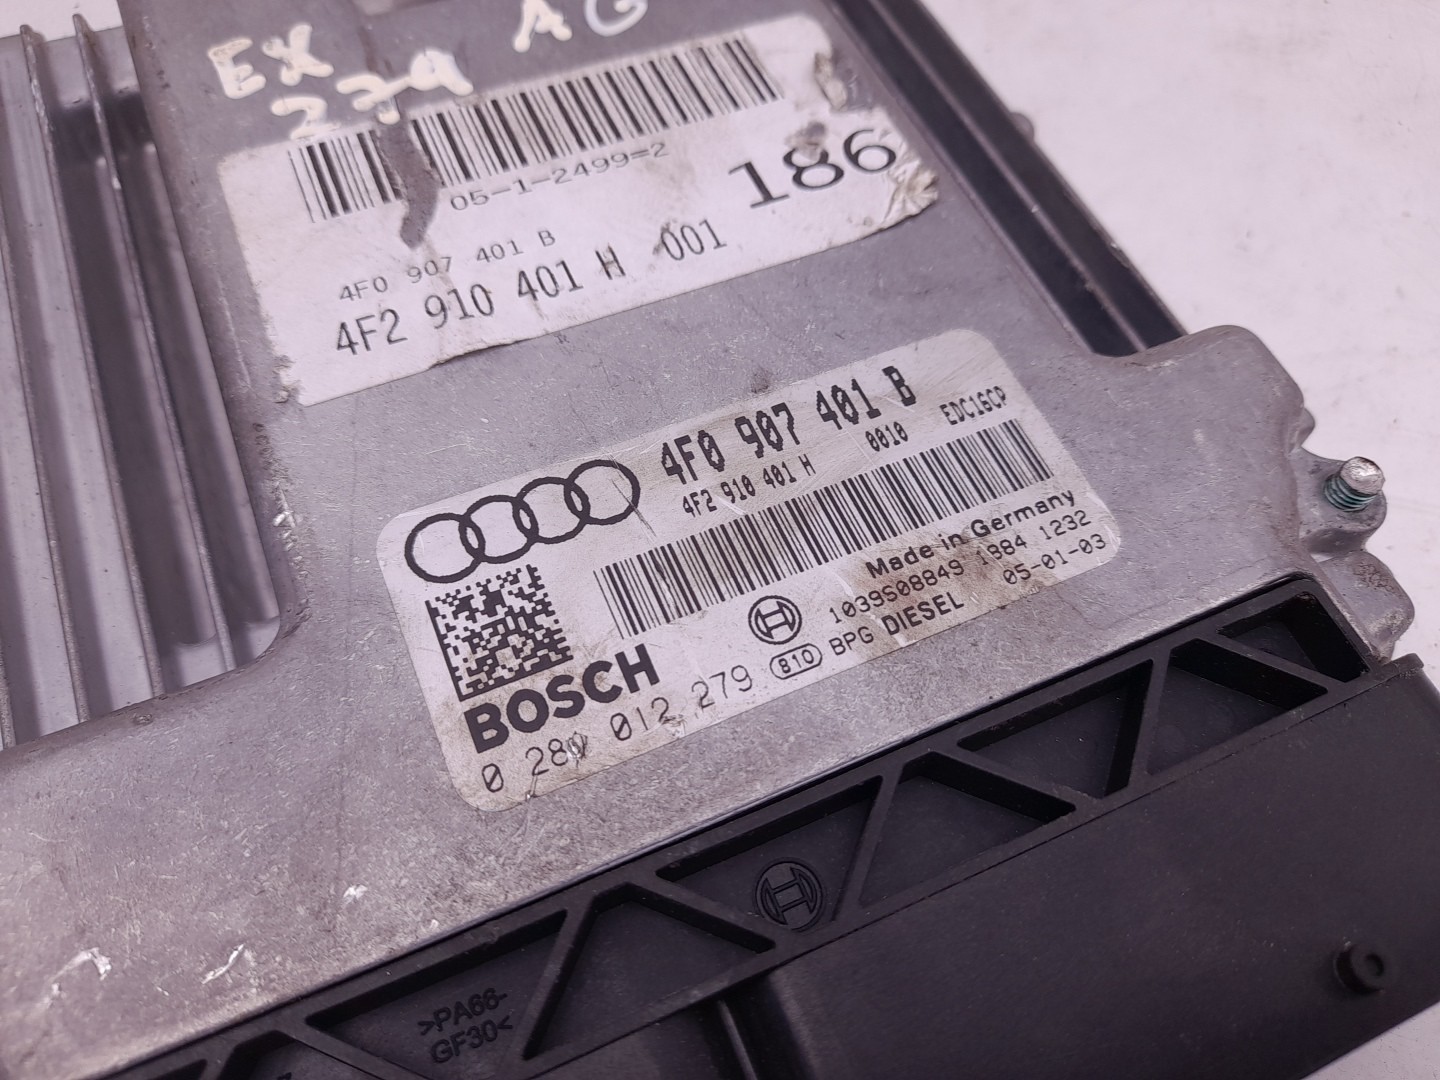 EX AG
229
05-1-2499-2
186
4F0 907 401 B
4F2 910 401 H 001
4F0 907 401 B
4F2 910 401 H 0010 EDC16CP
Made in Germany
1039S08849 1884 1232
BOSCH BPG DIESEL 05-01-03
0 280 012 279 810
>PA66-
GF30<